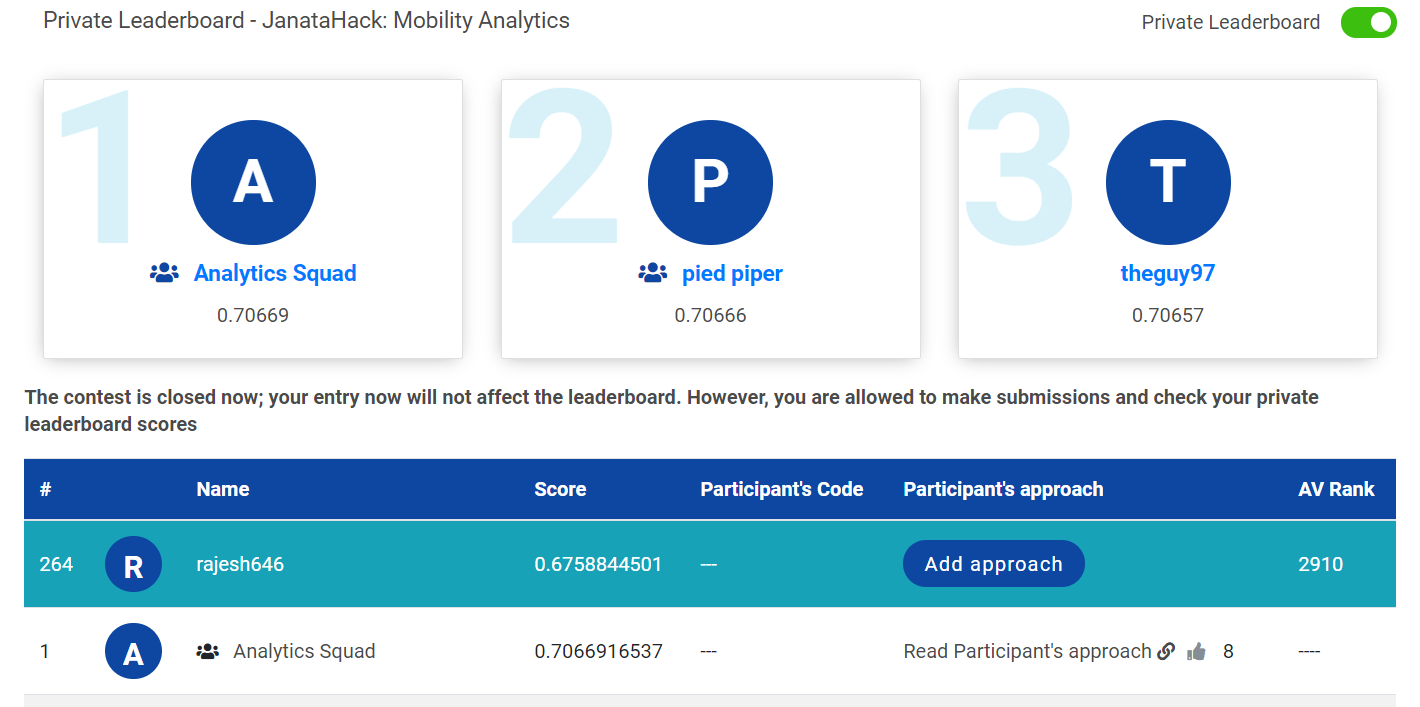 Private Leaderboard - JanataHack: Mobility Analytics
Private Leaderboard
1
A
Analytics Squad
0.70669
2
P
pied piper
0.70666
3
T
theguy97
0.70657
The contest is closed now; your entry now will not affect the leaderboard. However, you are allowed to make submissions and check your private
leaderboard scores
# Name Score Participant's Code Participant's approach AV Rank
264 R rajesh646 0.6758844501 --- Add approach 2910
1 A Analytics Squad 0.7066916537 --- Read Participant's approach 8 ----